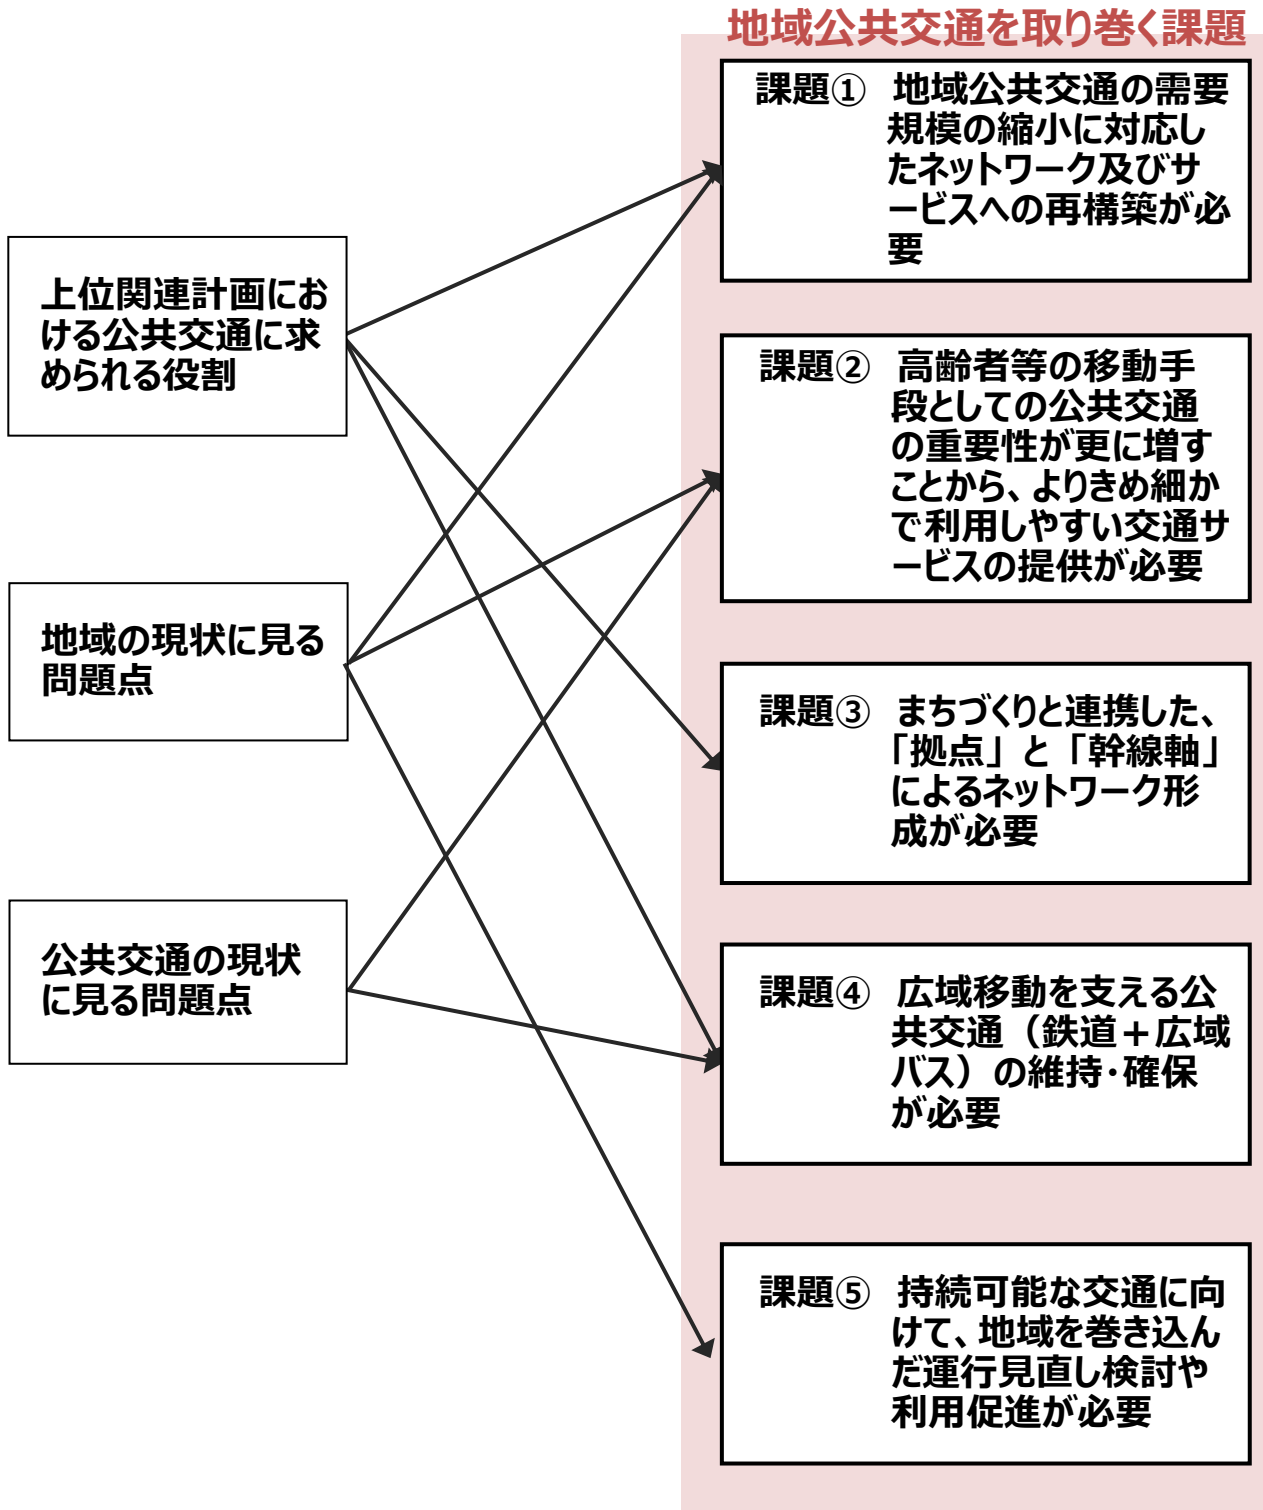 地域公共交通を取り巻く課題
課題① 地域公共交通の需要
規模の縮小に対応し
たネットワーク及びサ
ービスへの再構築が必
要
上位関連計画にお
ける公共交通に求
められる役割
課題② 高齢者等の移動手
段としての公共交通
の重要性が更に増す
ことから、よりきめ細か
で利用しやすい交通サ
ービスの提供が必要
地域の現状に見る
問題点
課題③ まちづくりと連携した、
「拠点」と「幹線軸」
によるネットワーク形
成が必要
公共交通の現状
に見る問題点
課題④ 広域移動を支える公
共交通（鉄道＋広域
バス）の維持・確保
が必要
課題⑤ 持続可能な交通に向
けて、地域を巻き込ん
だ運行見直し検討や
利用促進が必要